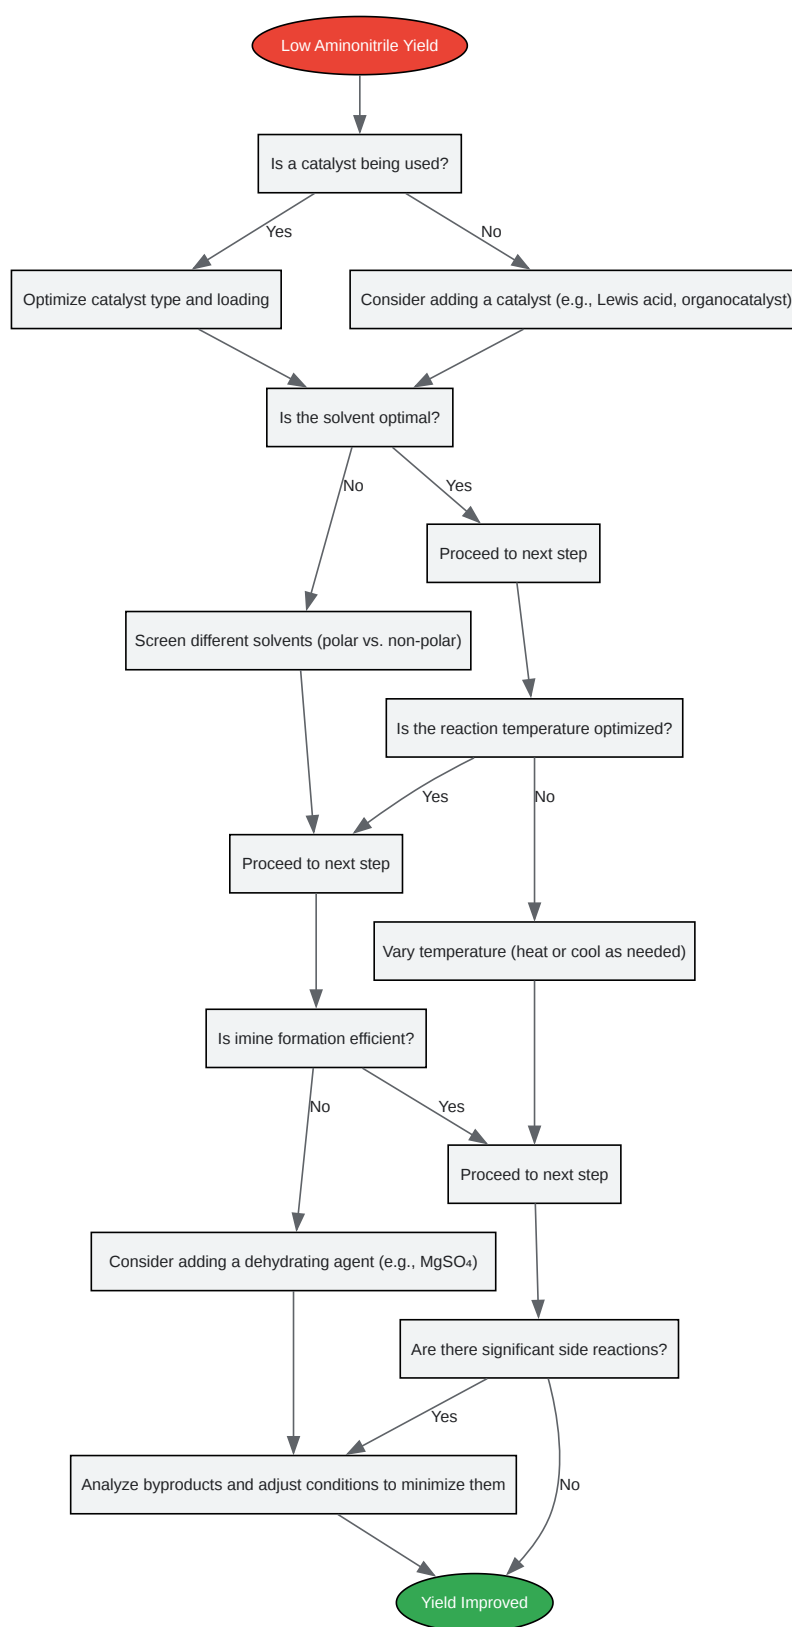 Low Aminonitrile Yield
Is a catalyst being used?
Yes
No
Optimize catalyst type and loading
Consider adding a catalyst (e.g., Lewis acid, organocatalyst)
Is the solvent optimal?
No
Yes
Proceed to next step
Screen different solvents (polar vs. non-polar)
Is the reaction temperature optimized?
Yes
No
Proceed to next step
Vary temperature (heat or cool as needed)
Is imine formation efficient?
No
Yes
Proceed to next step
Consider adding a dehydrating agent (e.g., MgSO₄)
Are there significant side reactions?
Yes
Analyze byproducts and adjust conditions to minimize them
No
Yield Improved